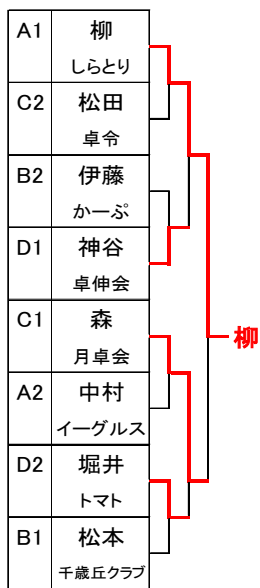 A1 柳
しらとり
C2 松田
卓令
B2 伊藤
かーぷ
D1 神谷
卓伸会
C1 森
月卓会
柳
A2 中村
イーグルス
D2 堀井
トマト
B1 松本
千歳丘クラブ